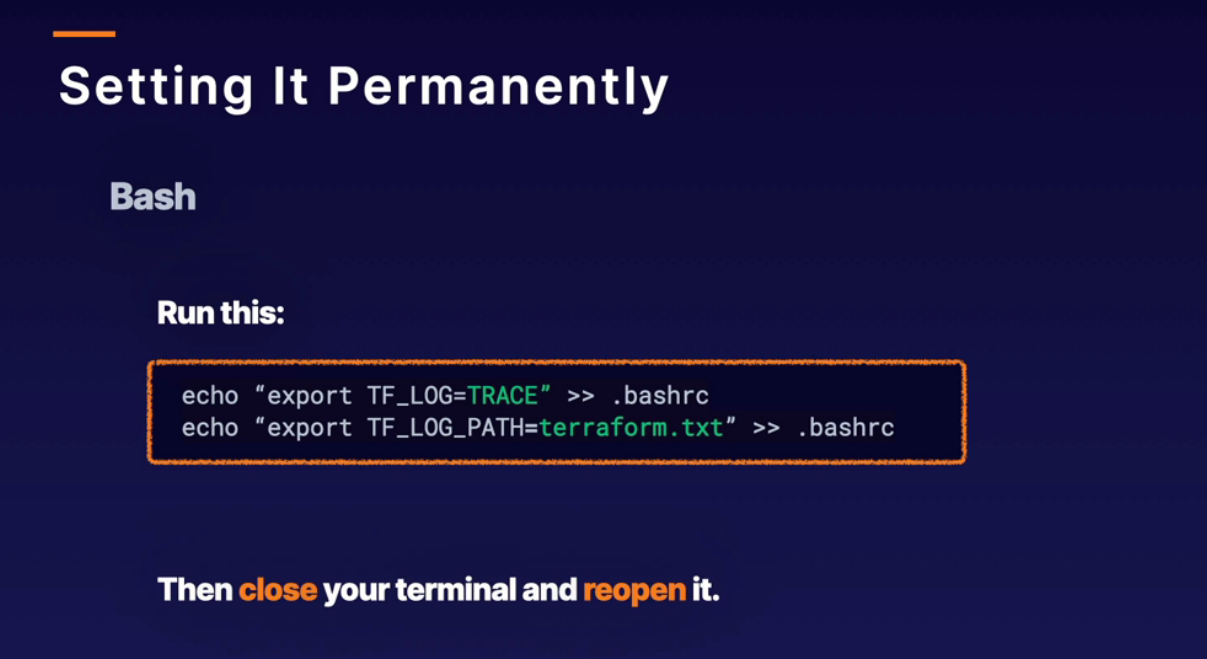 Setting It Permanently
Bash
Run this:
echo “export TF_LOG=TRACE” >> .bashrc
echo “export TF_LOG_PATH=terraform.txt” >> .bashrc
Then close your terminal and reopen it.